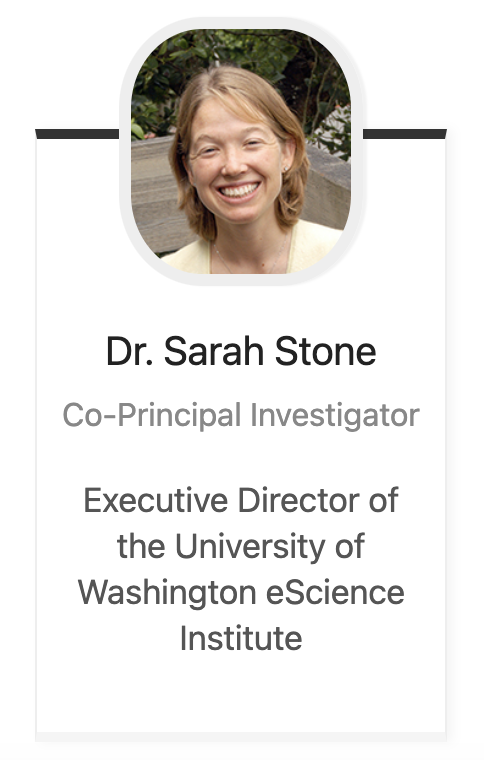 Dr. Sarah Stone
Co-Principal Investigator
Executive Director of
the University of
Washington eScience
Institute